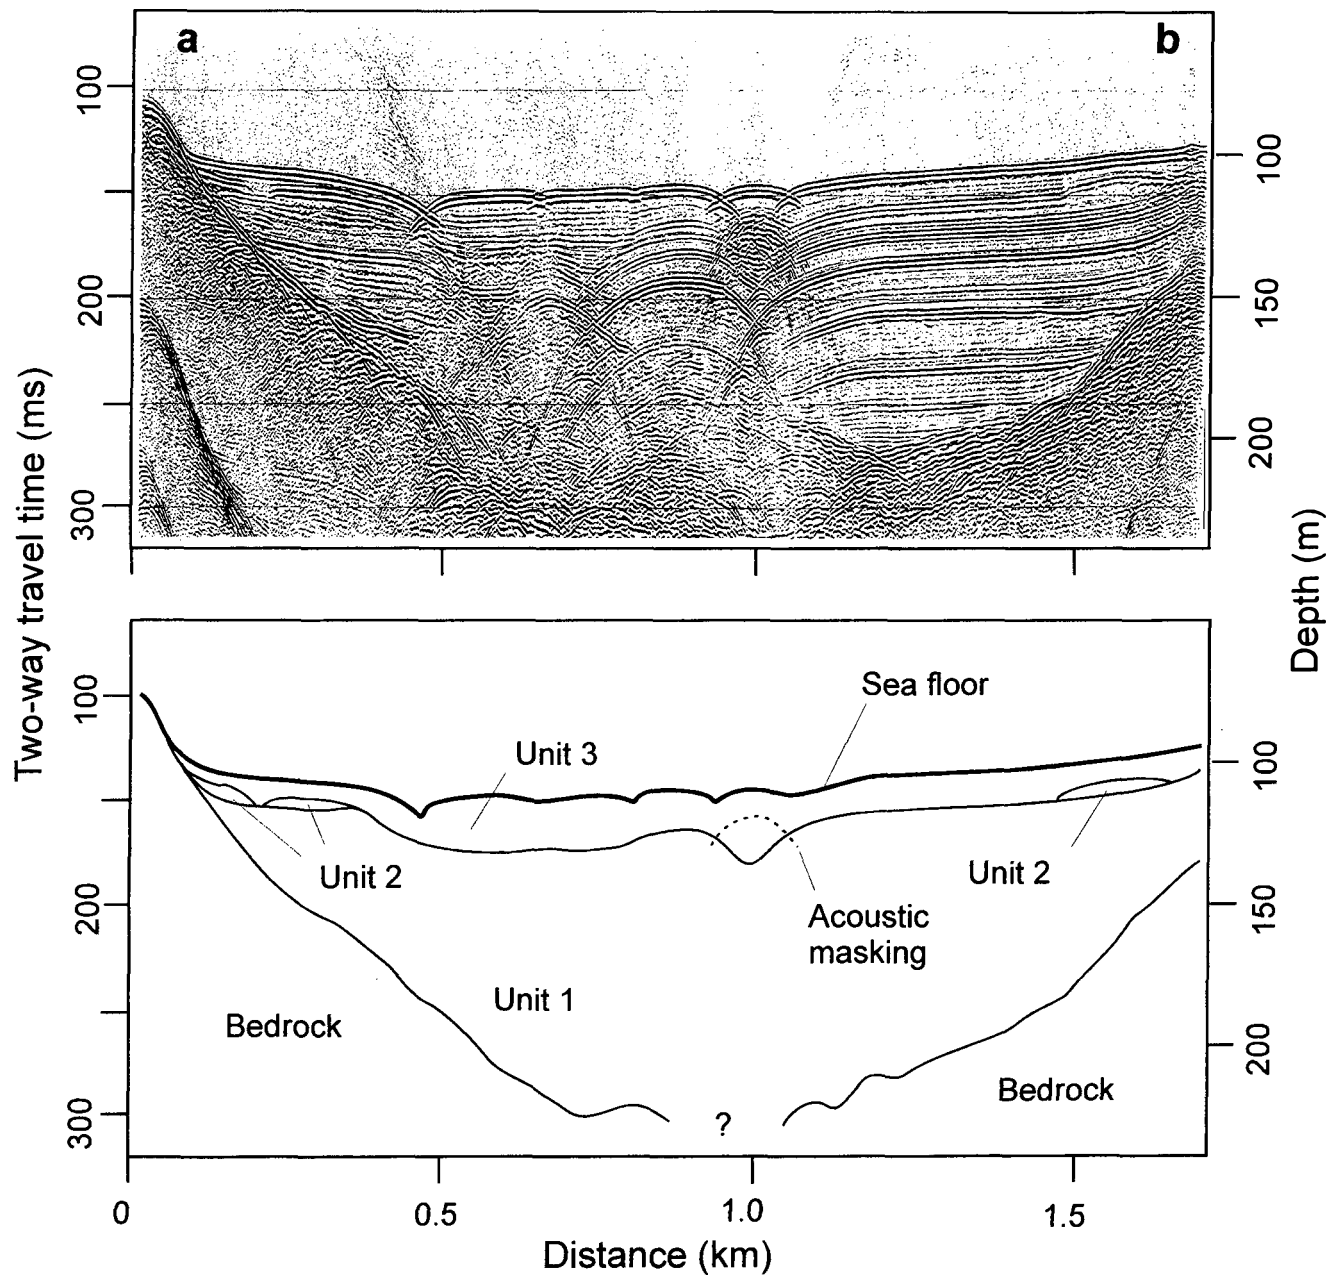 a
b
100
200
300
100
150
200
Two-way travel time (ms)
Depth (m)
Sea floor
Unit 3
Unit 2
Unit 2
Acoustic
masking
Unit 1
Bedrock
Bedrock
?
100
200
300
100
150
200
0
0.5
1.0
1.5
Distance (km)